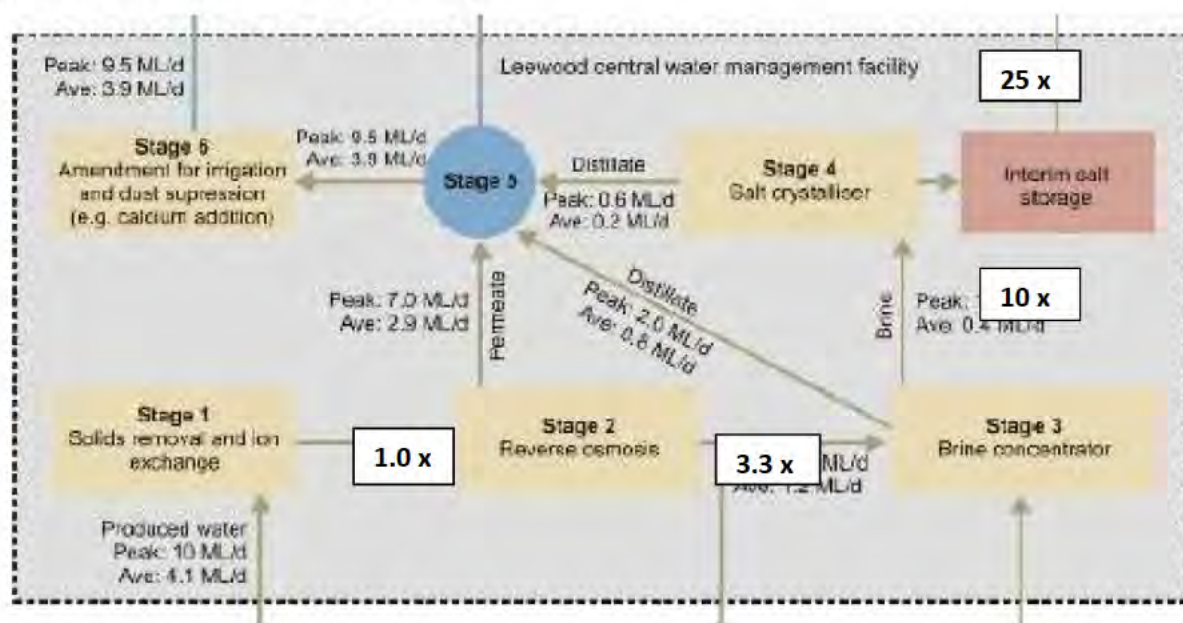 Leewood central water management facility
Peak: 9.5 ML/d
Ave: 3.9 ML/d
25 x
Stage 6
Amendment for irrigation
and dust supression
(e.g. calcium addition)
Peak: 9.5 ML/d
Ave: 3.9 ML/d
Stage 5
Distillate
Peak: 0.6 ML/d
Ave: 0.2 ML/d
Stage 4
Salt crystalliser
Interim salt
storage
Peak: 7.0 ML/d
Ave: 2.9 ML/d
Permeate
Distillate
Peak: 2.0 ML/d
Ave: 0.8 ML/d
Brine
Peak:
Ave: 0.4 ML/d
10 x
Stage 1
Solids removal and ion
exchange
1.0 x
Stage 2
Reverse osmosis
3.3 x
ML/d
Ave: 1.2 ML/d
Stage 3
Brine concentrator
Produced water
Peak: 10 ML/d
Ave: 4.1 ML/d